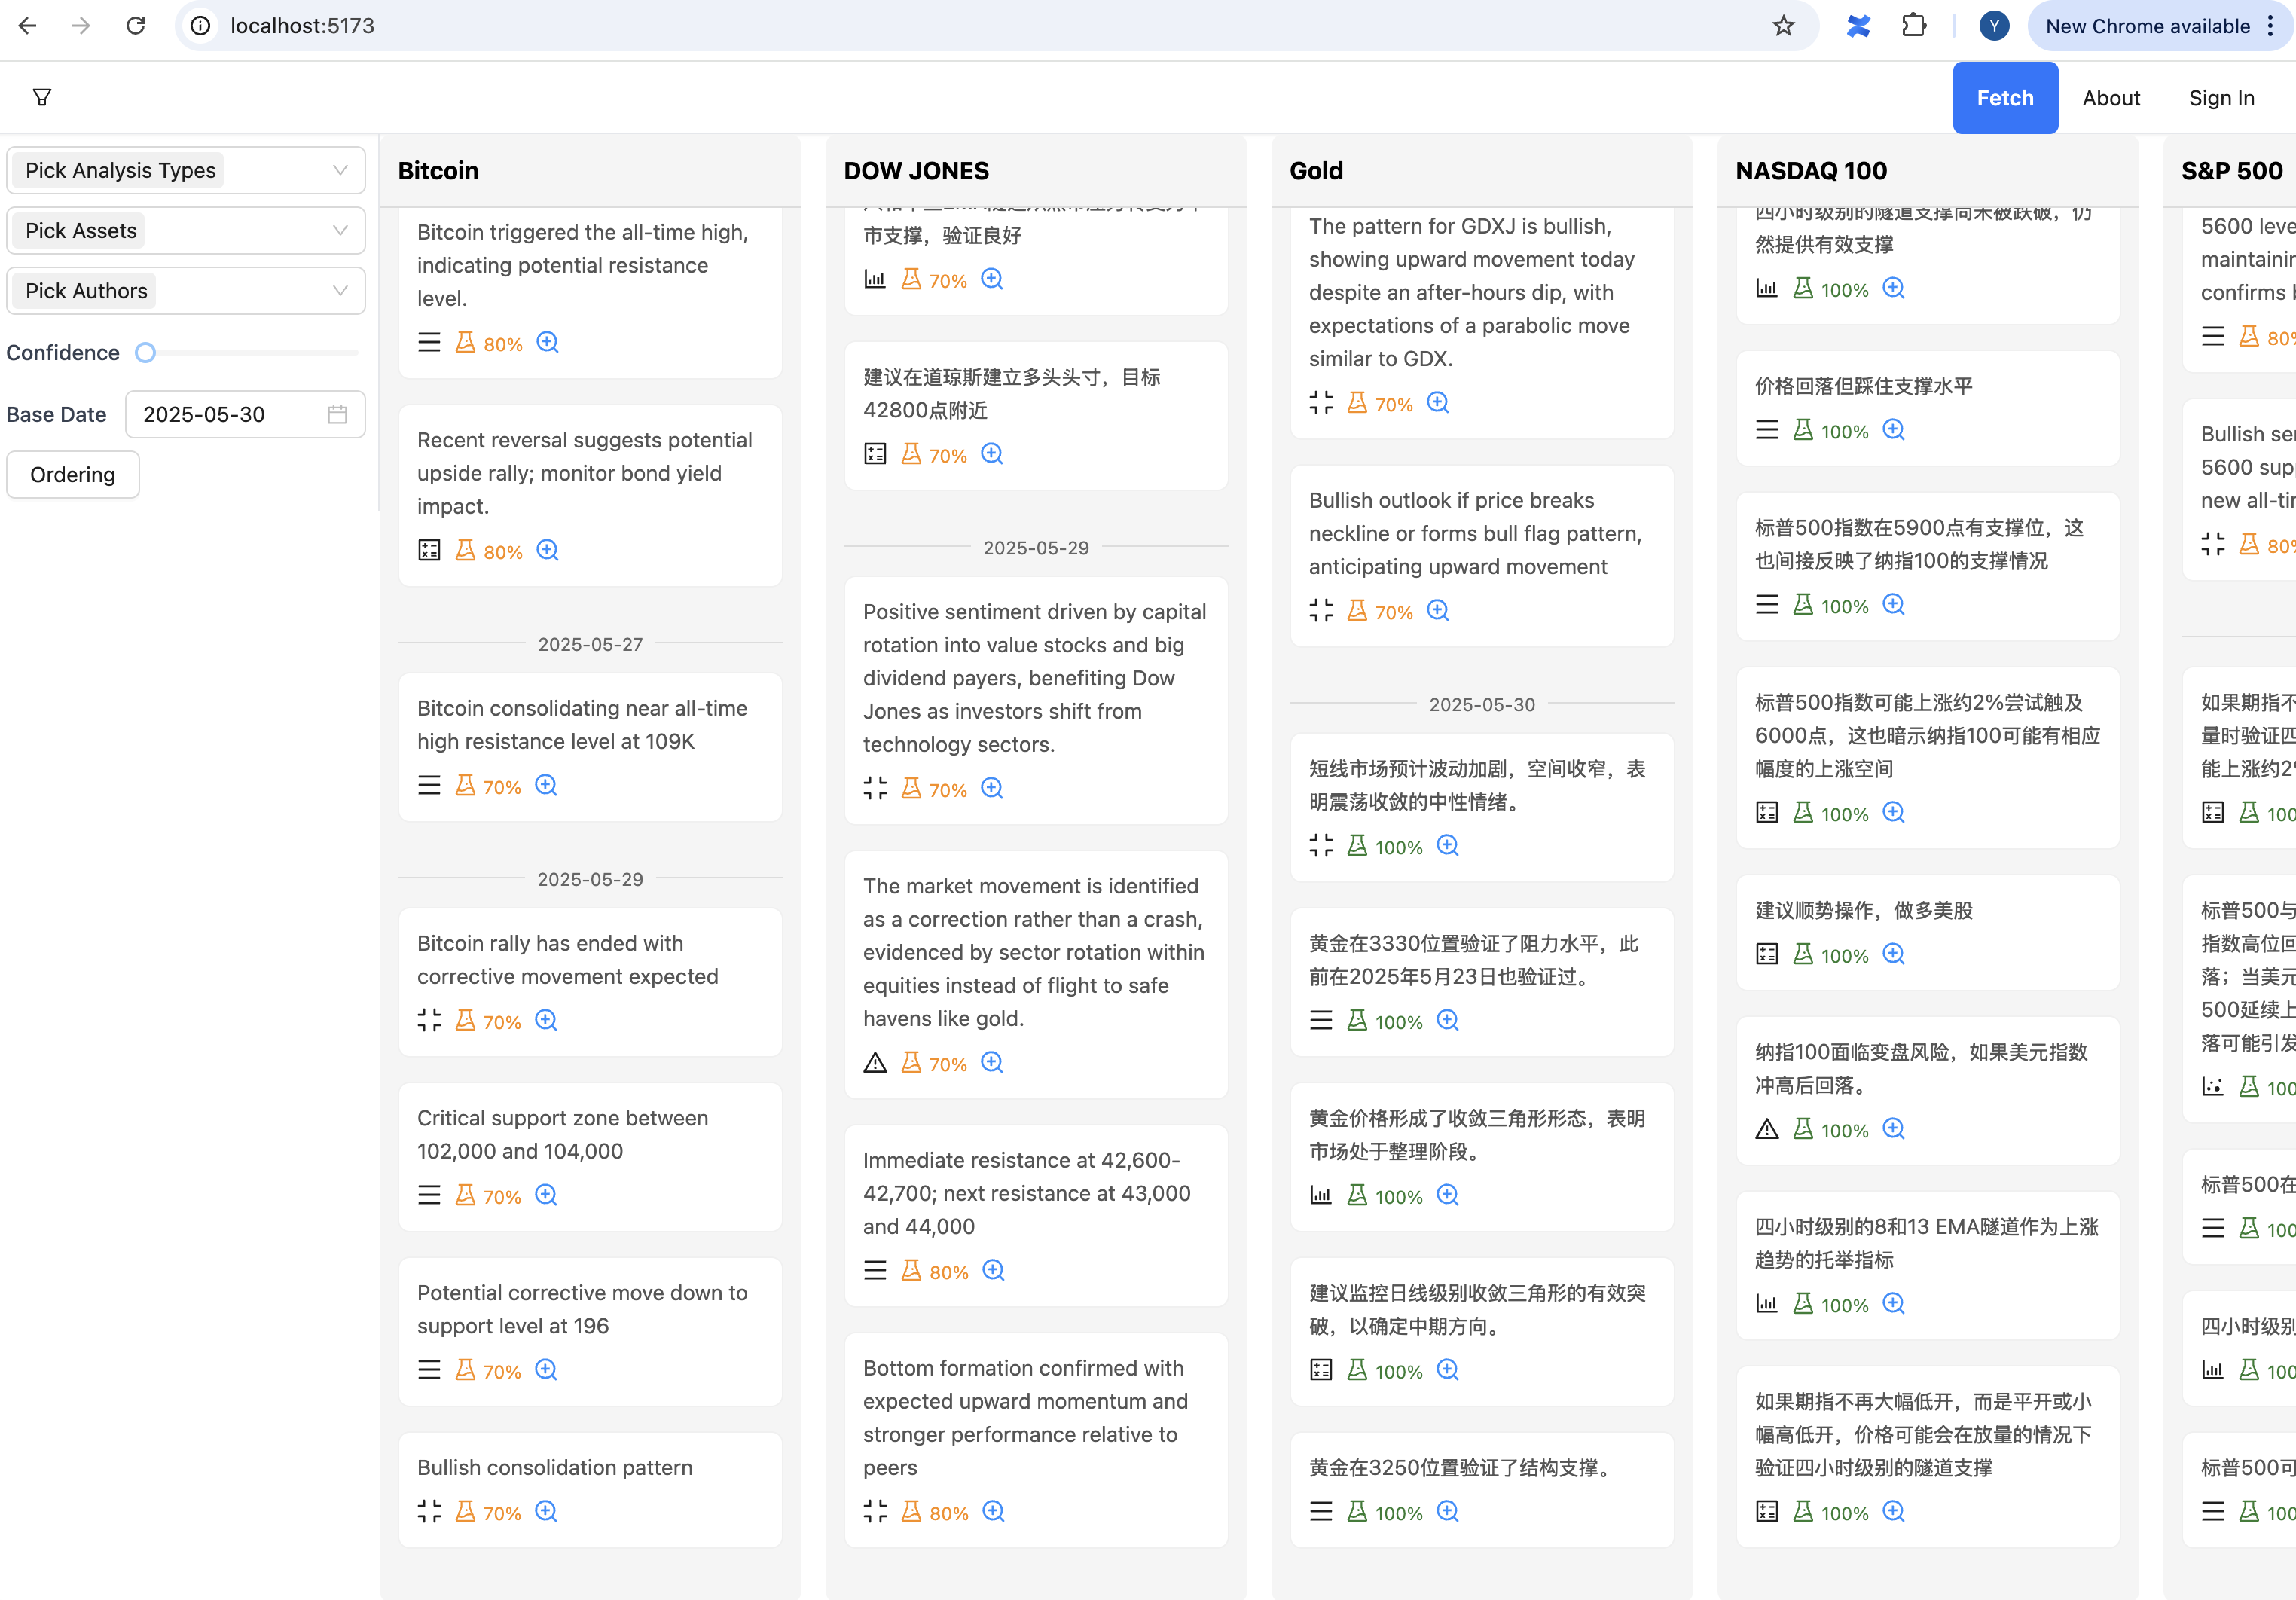 localhost:5173
New Chrome available
Y
Fetch
About
Sign In
Pick Analysis Types
Pick Assets
Pick Authors
Confidence
Base Date
2025-05-30
Ordering
Bitcoin
Bitcoin triggered the all-time high,
indicating potential resistance
level.
80%
Recent reversal suggests potential
upside rally; monitor bond yield
impact.
80%
2025-05-27
Bitcoin consolidating near all-time
high resistance level at 109K
70%
2025-05-29
Bitcoin rally has ended with
corrective movement expected
70%
Critical support zone between
102,000 and 104,000
70%
Potential corrective move down to
support level at 196
70%
Bullish consolidation pattern
70%
DOW JONES
市支撑，验证良好
70%
建议在道琼斯建立多头头寸，目标
42800点附近
70%
2025-05-29
Positive sentiment driven by capital
rotation into value stocks and big
dividend payers, benefiting Dow
Jones as investors shift from
technology sectors.
70%
The market movement is identified
as a correction rather than a crash,
evidenced by sector rotation within
equities instead of flight to safe
havens like gold.
70%
Immediate resistance at 42,600-
42,700; next resistance at 43,000
and 44,000
80%
Bottom formation confirmed with
expected upward momentum and
stronger performance relative to
peers
80%
Gold
The pattern for GDXJ is bullish,
showing upward movement today
despite an after-hours dip, with
expectations of a parabolic move
similar to GDX.
70%
Bullish outlook if price breaks
neckline or forms bull flag pattern,
anticipating upward movement
70%
2025-05-30
短线市场预计波动加剧，空间收窄，表
明震荡收敛的中性情绪。
100%
黄金在3330位置验证了阻力水平，此
前在2025年5月23日也验证过。
100%
黄金价格形成了收敛三角形形态，表明
市场处于整理阶段。
100%
建议监控日线级别收敛三角形的有效突
破，以确定中期方向。
100%
黄金在3250位置验证了结构支撑。
100%
NASDAQ 100
四小时级别的隧道支撑尚未被跌破，仍
然提供有效支撑
100%
价格回落但踩住支撑水平
100%
标普500指数在5900点有支撑位，这
也间接反映了纳指100的支撑情况
100%
标普500指数可能上涨约2%尝试触及
6000点，这也暗示纳指100可能有相应
幅度的上涨空间
100%
建议顺势操作，做多美股
100%
纳指100面临变盘风险，如果美元指数
冲高后回落。
100%
四小时级别的8和13 EMA隧道作为上涨
趋势的托举指标
100%
如果期指不再大幅低开，而是平开或小
幅高低开，价格可能会在放量的情况下
验证四小时级别的隧道支撑
100%
S&P 500
5600 leve
maintainin
confirms
80%
Bullish se
5600 sup
new all-ti
80%
如果期指不
量时验证四
能上涨约2
100
标普500与
指数高位回
落；当美元
500延续上
落可能引发
100
标普500在
100
四小时级别
100
标普500可
100